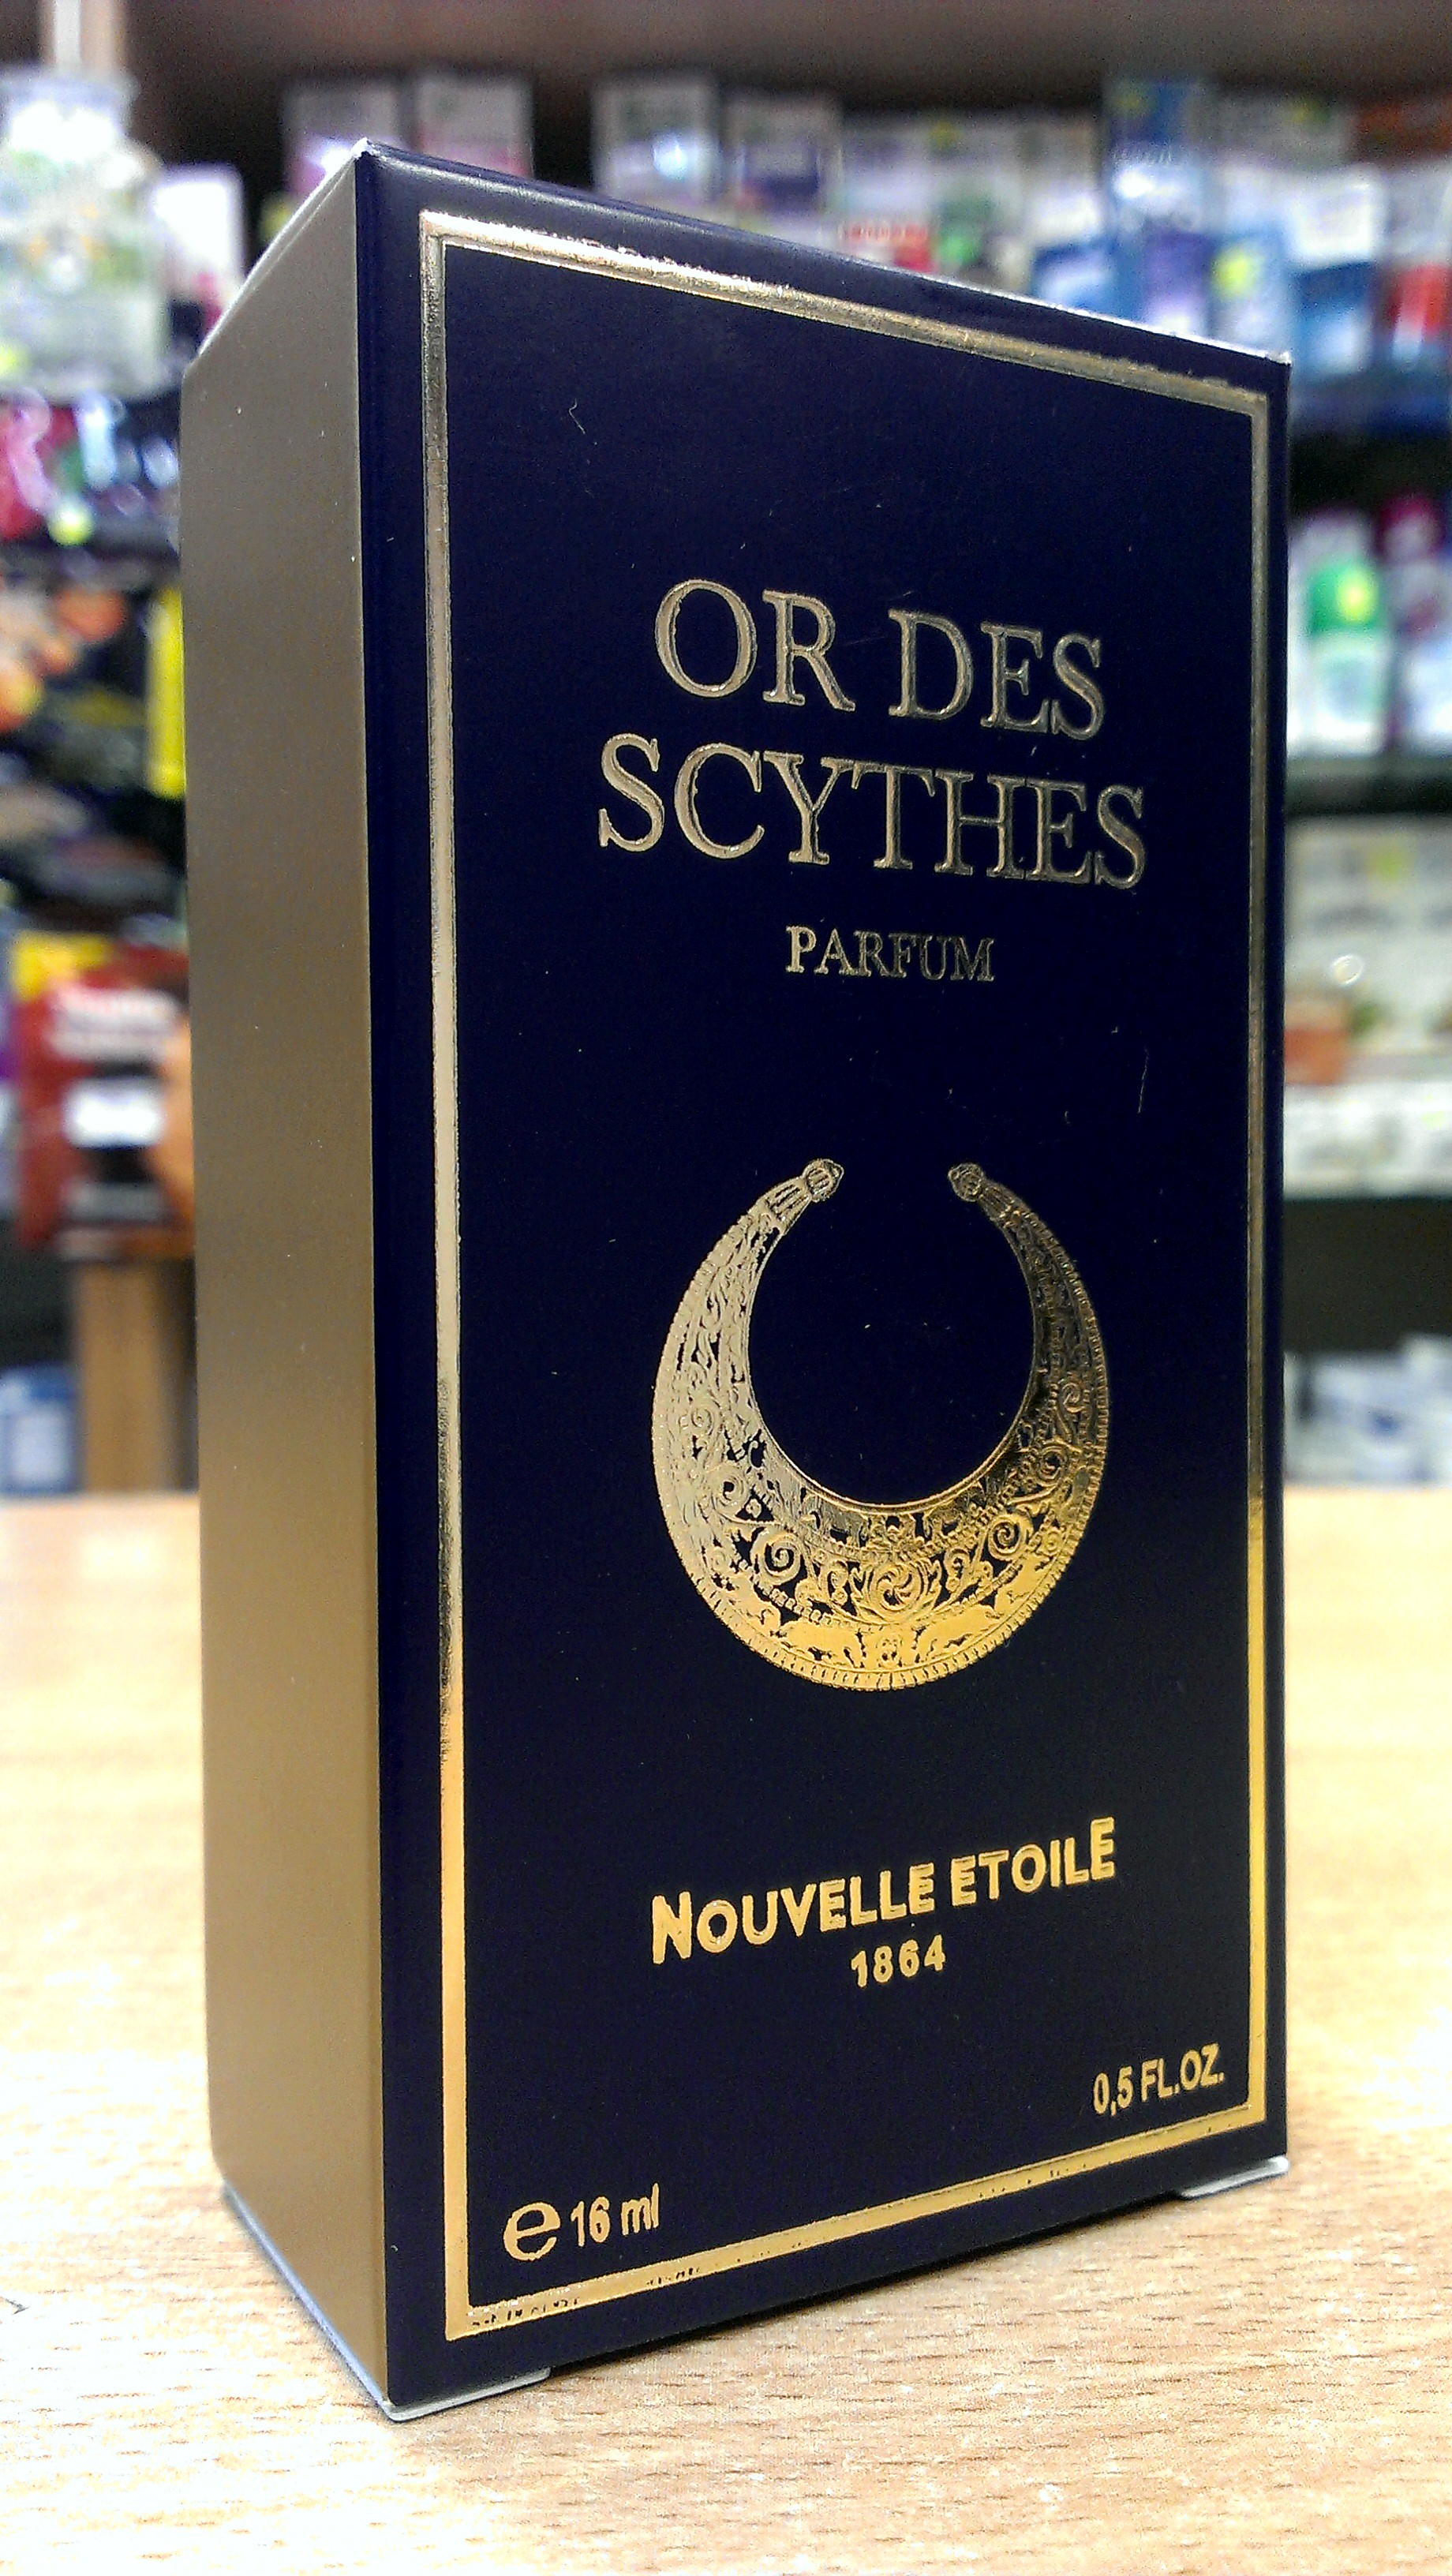 OR DES
SCYTHES
PARFUM
NOUVELLE ETOILE
1864
0,5 FL.OZ.
e 16 ml